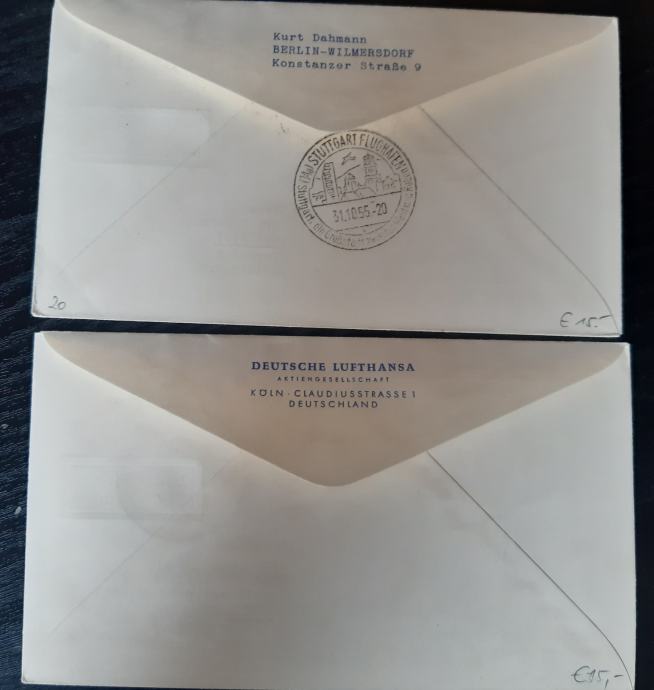 Kurt Dahmann
BERLIN-WILMERSDORF
Konstanzer Straße 9
STUTTGART FLUGHAFEN
31.10.55.-20
20
€ 15.-
DEUTSCHE LUFTHANSA
AKTIENGESELLSCHAFT
KÖLN · CLAUDIUSSTRASSE 1
DEUTSCHLAND
€ 15,-